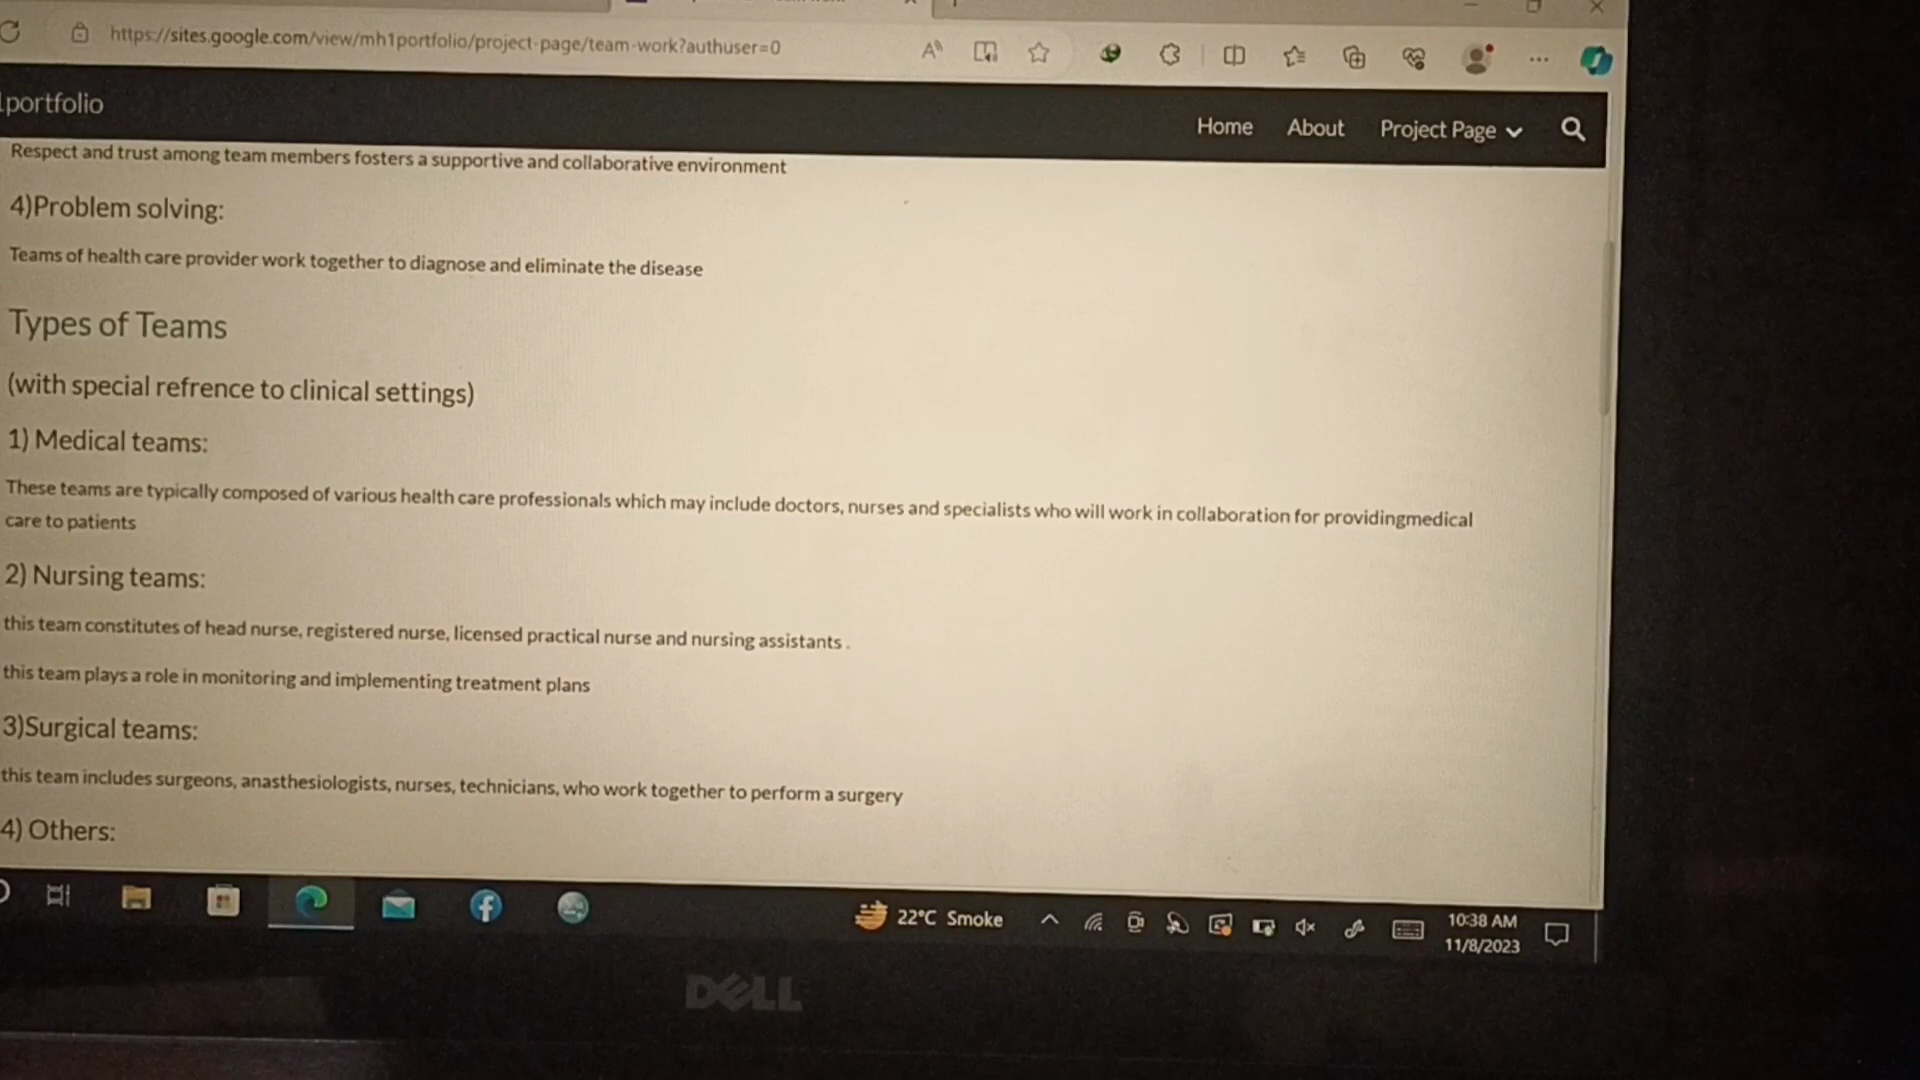 https://sites.google.com/view/mh1portfolio/project-page/team-work?authuser=0
portfolio
Home About Project Page
Respect and trust among team members fosters a supportive and collaborative environment
4)Problem solving:
Teams of health care provider work together to diagnose and eliminate the disease
Types of Teams
(with special refrence to clinical settings)
1) Medical teams:
These teams are typically composed of various health care professionals which may include doctors, nurses and specialists who will work in collaboration for providingmedical
care to patients
2) Nursing teams:
this team constitutes of head nurse, registered nurse, licensed practical nurse and nursing assistants .
this team plays a role in monitoring and implementing treatment plans
3)Surgical teams:
this team includes surgeons, anasthesiologists, nurses, technicians, who work together to perform a surgery
4) Others:
22°C Smoke
10:38 AM
11/8/2023
DELL